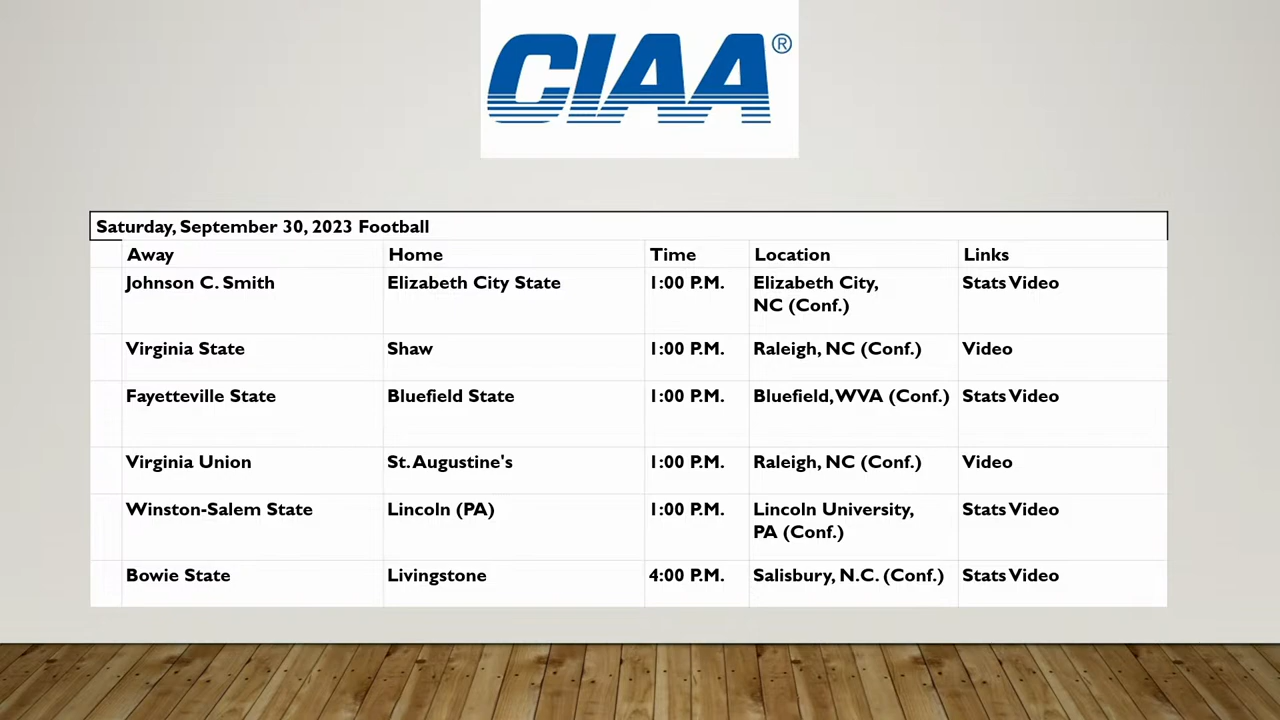 CIAA®
Saturday, September 30, 2023 Football
Away Home Time Location Links
Johnson C. Smith Elizabeth City State 1:00 P.M. Elizabeth City, Stats Video
NC (Conf.)
Virginia State Shaw 1:00 P.M. Raleigh, NC (Conf.) Video
Fayetteville State Bluefield State 1:00 P.M. Bluefield, WVA (Conf.) Stats Video
Virginia Union St. Augustine's 1:00 P.M. Raleigh, NC (Conf.) Video
Winston-Salem State Lincoln (PA) 1:00 P.M. Lincoln University, Stats Video
PA (Conf.)
Bowie State Livingstone 4:00 P.M. Salisbury, N.C. (Conf.) Stats Video